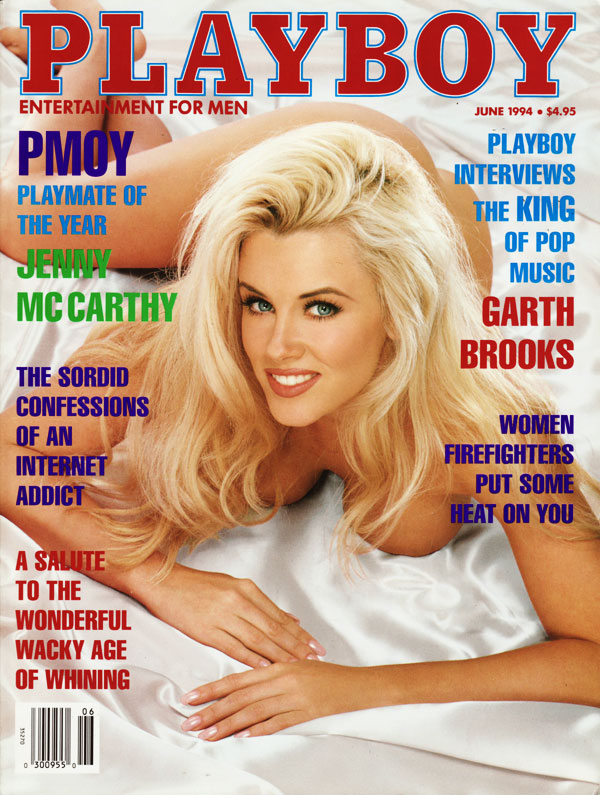 PLAYBOY
ENTERTAINMENT FOR MEN
JUNE 1994 • $4.95
PMOY
PLAYMATE OF
THE YEAR
JENNY
MC CARTHY
THE SORDID
CONFESSIONS
OF AN
INTERNET
ADDICT
A SALUTE
TO THE
WONDERFUL
WACKY AGE
OF WHINING
PLAYBOY
INTERVIEWS
THE KING
OF POP
MUSIC
GARTH
BROOKS
WOMEN
FIREFIGHTERS
PUT SOME
HEAT ON YOU
06
35270
0 300955 0